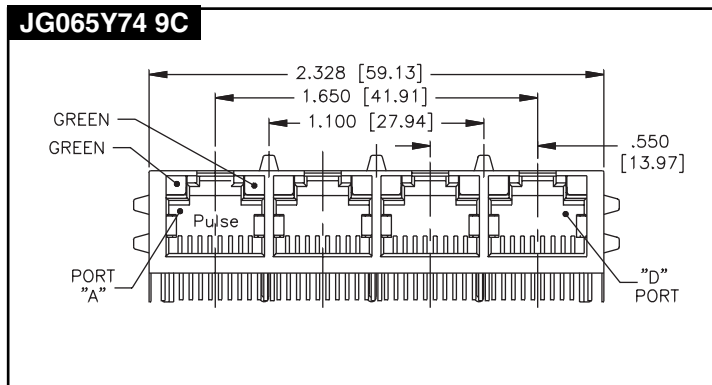 JG065Y74 9C
2.328 [59.13]
1.650 [41.91]
1.100 [27.94]
.550
[13.97]
GREEN
GREEN
Pulse
PORT
"A"
"D"
PORT